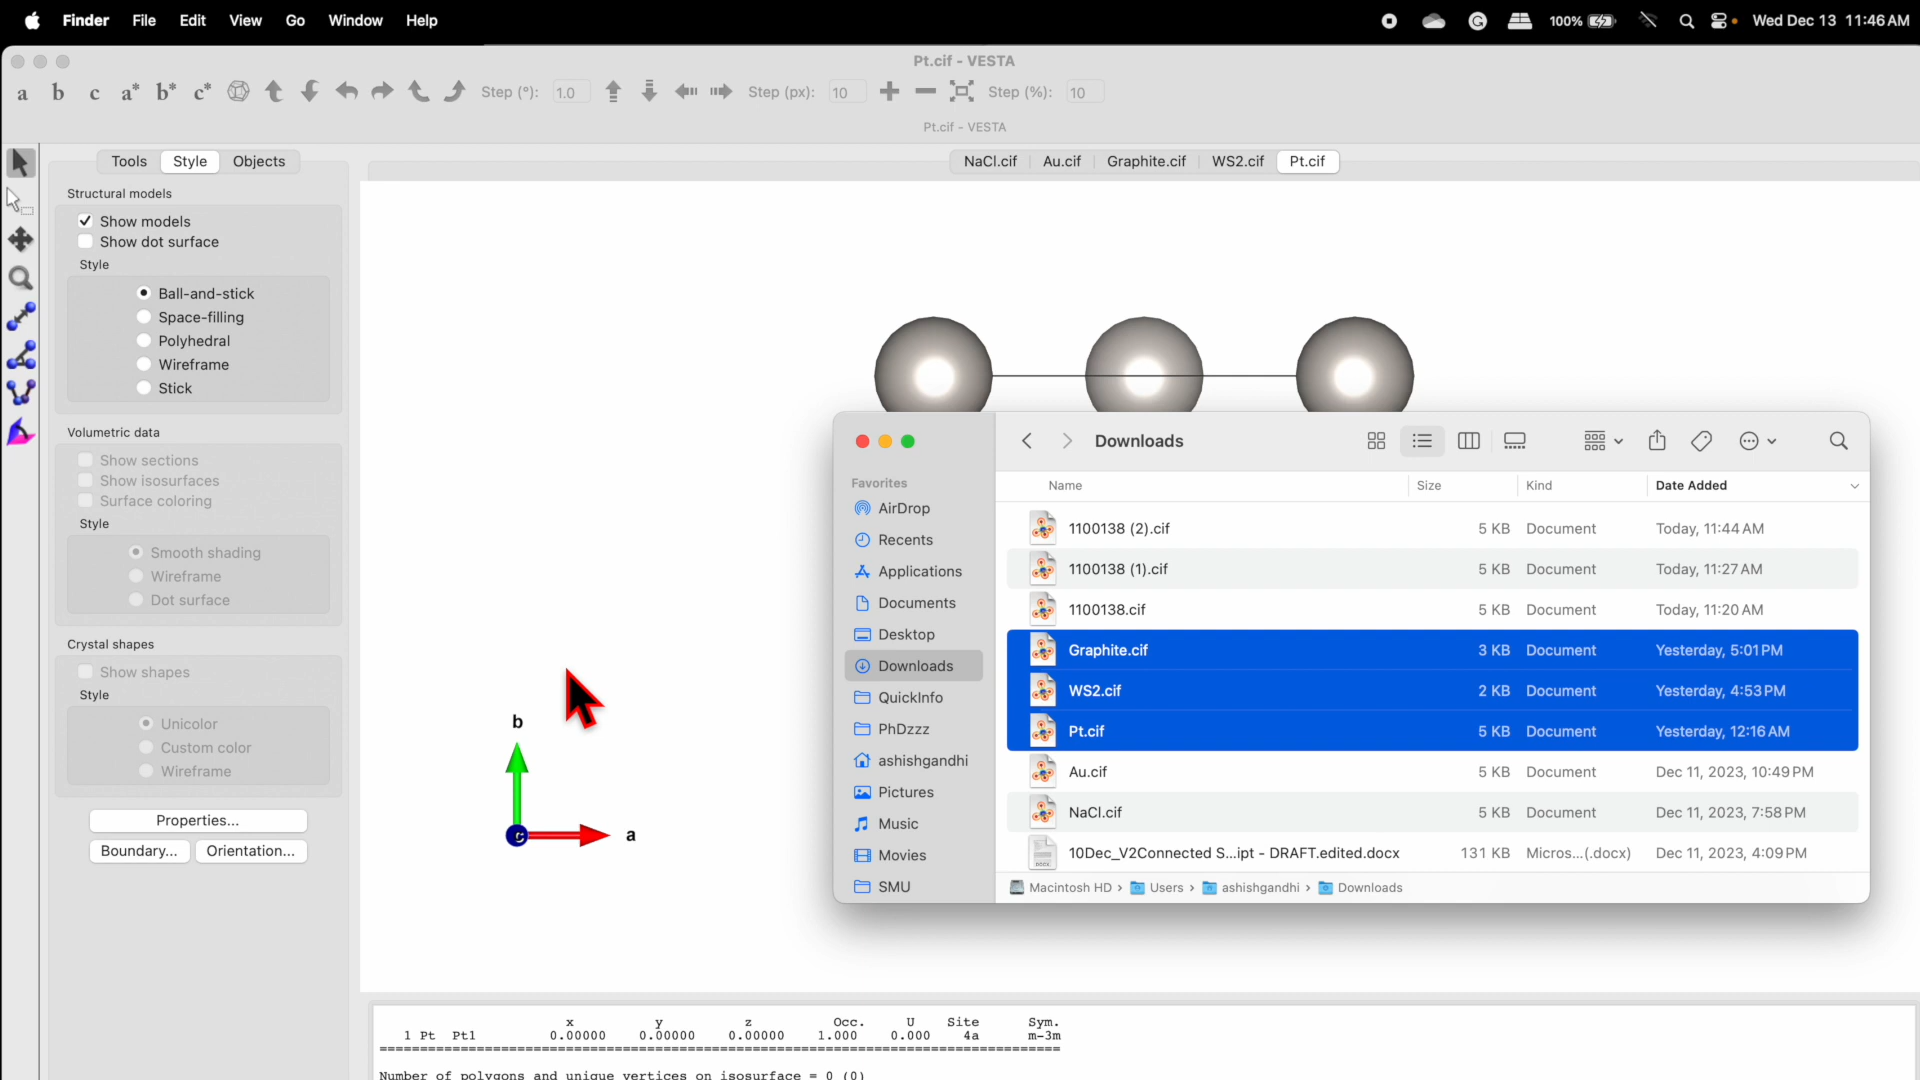 Finder File Edit View Go Window Help 100% Wed Dec 13 11:46 AM
Pt.cif - VESTA
a b c a* b* c* Step (°): 1.0 Step (px): 10 Step (%): 10
Pt.cif - VESTA
Tools Style Objects
NaCl.cif Au.cif Graphite.cif WS2.cif Pt.cif
Structural models
Show models
Show dot surface
Style
Ball-and-stick
Space-filling
Polyhedral
Wireframe
Stick
Volumetric data
Show sections
Show isosurfaces
Surface coloring
Style
Smooth shading
Wireframe
Dot surface
Crystal shapes
Show shapes
Style
Unicolor
Custom color
Wireframe
Properties...
Boundary... Orientation...
b
c a
Downloads
Favorites
AirDrop
Recents
Applications
Documents
Desktop
Downloads
QuickInfo
PhDzzz
ashishgandhi
Pictures
Music
Movies
SMU
Name Size Kind Date Added
1100138 (2).cif 5 KB Document Today, 11:44 AM
1100138 (1).cif 5 KB Document Today, 11:27 AM
1100138.cif 5 KB Document Today, 11:20 AM
Graphite.cif 3 KB Document Yesterday, 5:01 PM
WS2.cif 2 KB Document Yesterday, 4:53 PM
Pt.cif 5 KB Document Yesterday, 12:16 AM
Au.cif 5 KB Document Dec 11, 2023, 10:49 PM
NaCl.cif 5 KB Document Dec 11, 2023, 7:58 PM
10Dec_V2Connected S...ipt - DRAFT.edited.docx 131 KB Micros...(.docx) Dec 11, 2023, 4:09 PM
Macintosh HD › Users › ashishgandhi › Downloads
x y z Occ. U Site Sym.
1 Pt Pt1 0.00000 0.00000 0.00000 1.000 0.000 4a m-3m
Number of polygons and unique vertices on isosurface = 0 (0)